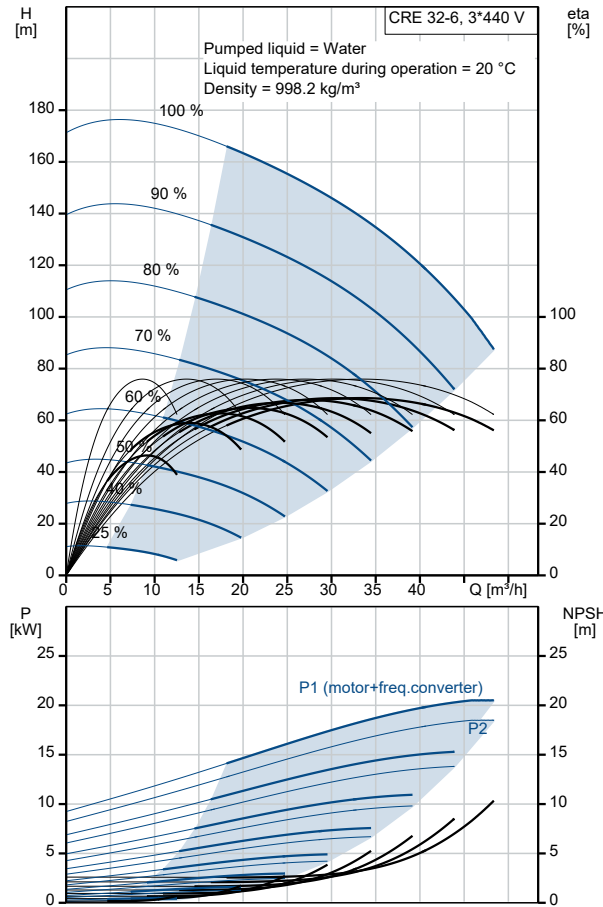 H
[m]
CRE 32-6, 3*440 V
eta
[%]
Pumped liquid = Water
Liquid temperature during operation = 20 °C
Density = 998.2 kg/m³
100 %
90 %
80 %
70 %
60 %
50 %
40 %
25 %
180
160
140
120
100
80
60
40
20
0
100
80
60
40
20
0
0 5 10 15 20 25 30 35 40 Q [m³/h]
P
[kW]
NPSH
[m]
P1 (motor+freq.converter)
P2
25
20
15
10
5
0
25
20
15
10
5
0